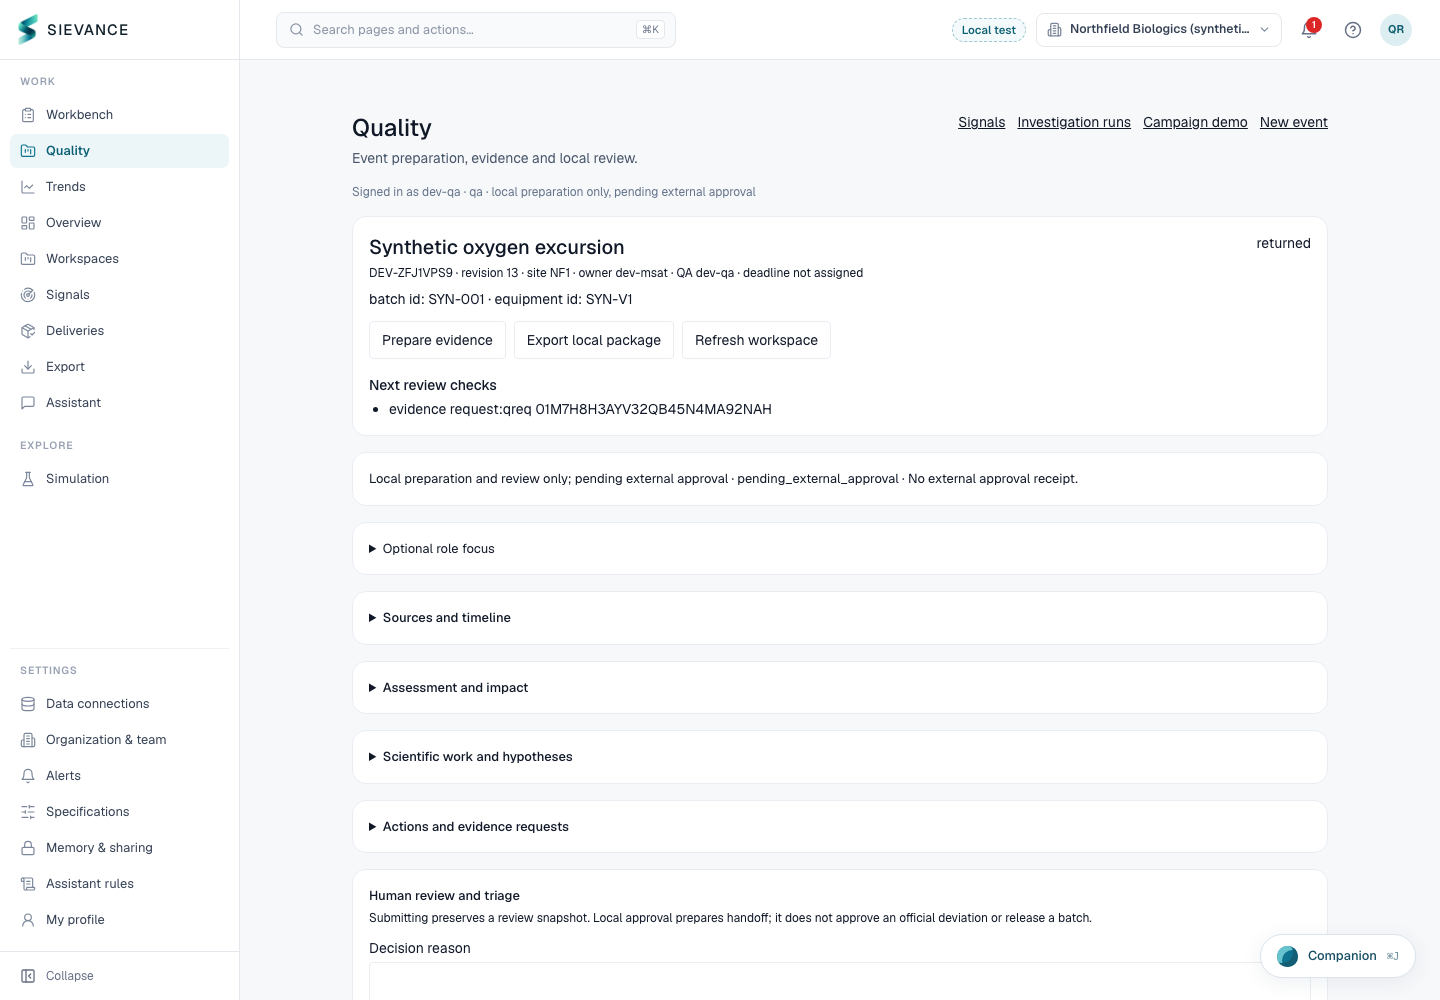 SIEVANCE
Search pages and actions...
⌘K
Local test
Northfield Biologics (syntheti...
1
QR
WORK
Workbench
Quality
Trends
Overview
Workspaces
Signals
Deliveries
Export
Assistant
EXPLORE
Simulation
SETTINGS
Data connections
Organization & team
Alerts
Specifications
Memory & sharing
Assistant rules
My profile
Collapse
Quality
Signals Investigation runs Campaign demo New event
Event preparation, evidence and local review.
Signed in as dev-qa · qa · local preparation only, pending external approval
Synthetic oxygen excursion
returned
DEV-ZFJ1VPS9 · revision 13 · site NF1 · owner dev-msat · QA dev-qa · deadline not assigned
batch id: SYN-001 · equipment id: SYN-V1
Prepare evidence
Export local package
Refresh workspace
Next review checks
• evidence request:qreq 01M7H8H3AYV32QB45N4MA92NAH
Local preparation and review only; pending external approval · pending_external_approval · No external approval receipt.
Optional role focus
Sources and timeline
Assessment and impact
Scientific work and hypotheses
Actions and evidence requests
Human review and triage
Submitting preserves a review snapshot. Local approval prepares handoff; it does not approve an official deviation or release a batch.
Decision reason
Companion ⌘J